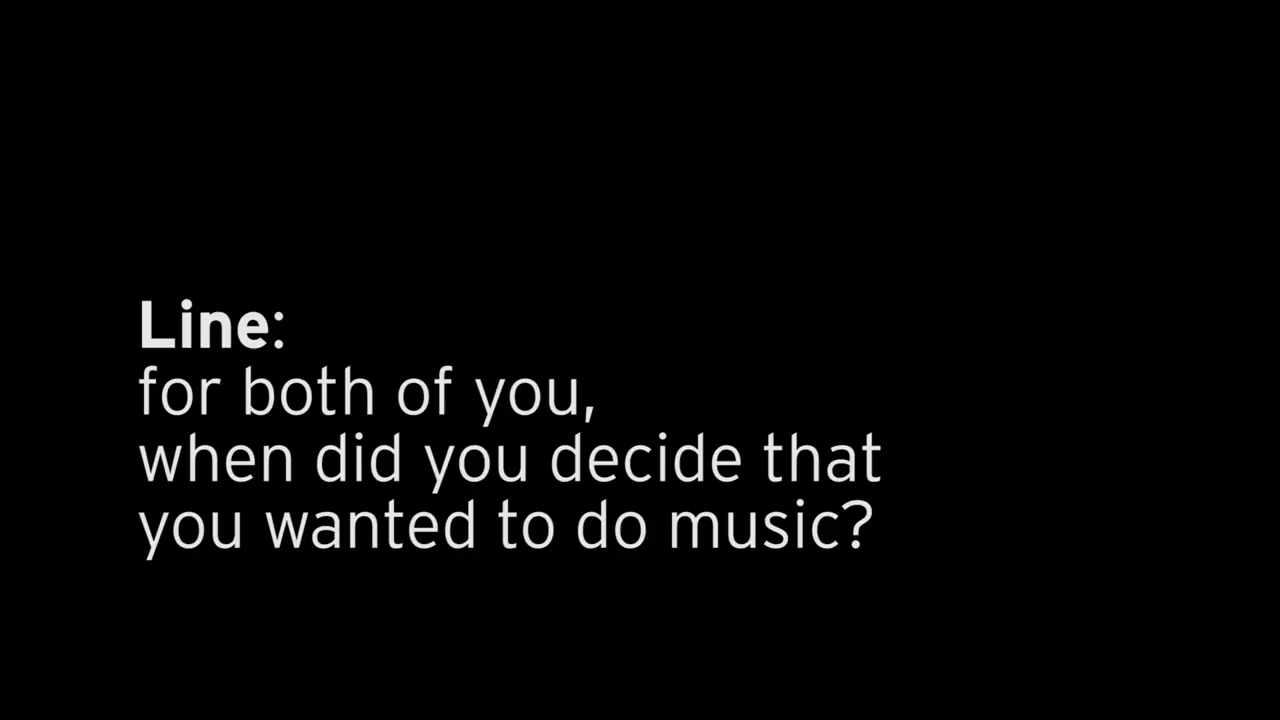 Line:
for both of you,
when did you decide that
you wanted to do music?